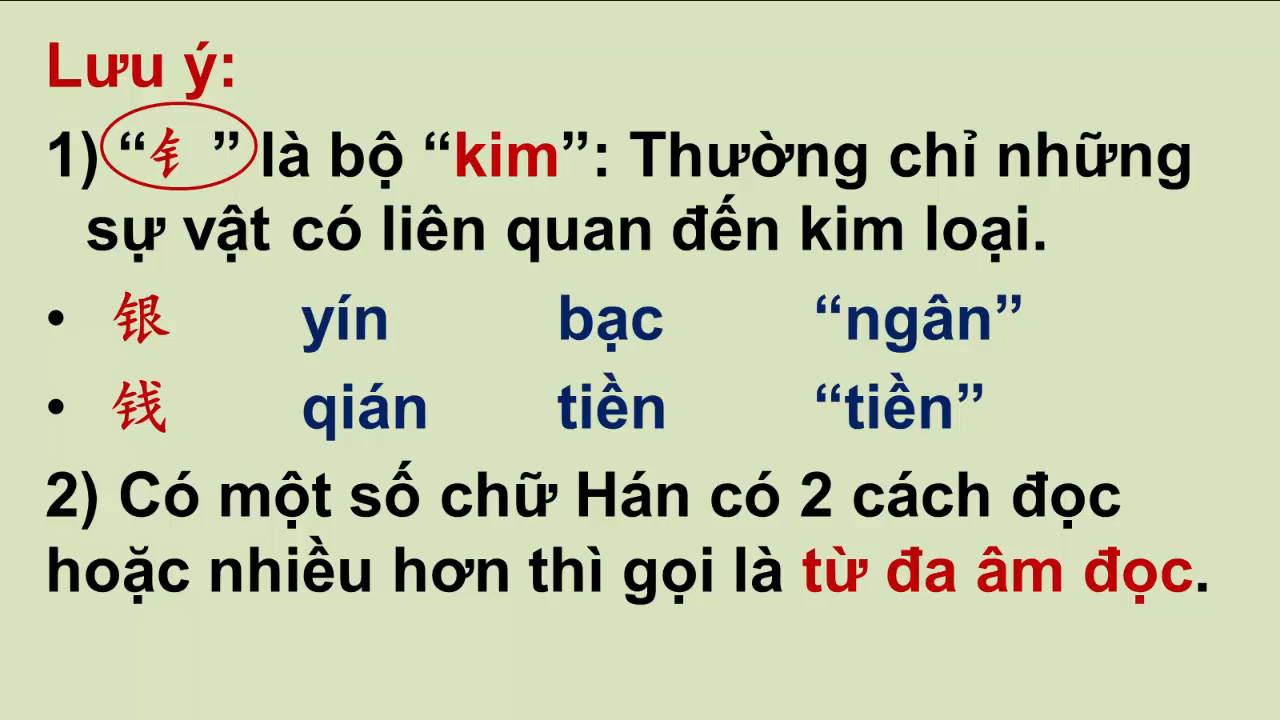 Lưu ý:
1) “钅” là bộ “kim”: Thường chỉ những
sự vật có liên quan đến kim loại.
• 银 yín bạc “ngân”
• 钱 qián tiền “tiền”
2) Có một số chữ Hán có 2 cách đọc
hoặc nhiều hơn thì gọi là từ đa âm đọc.